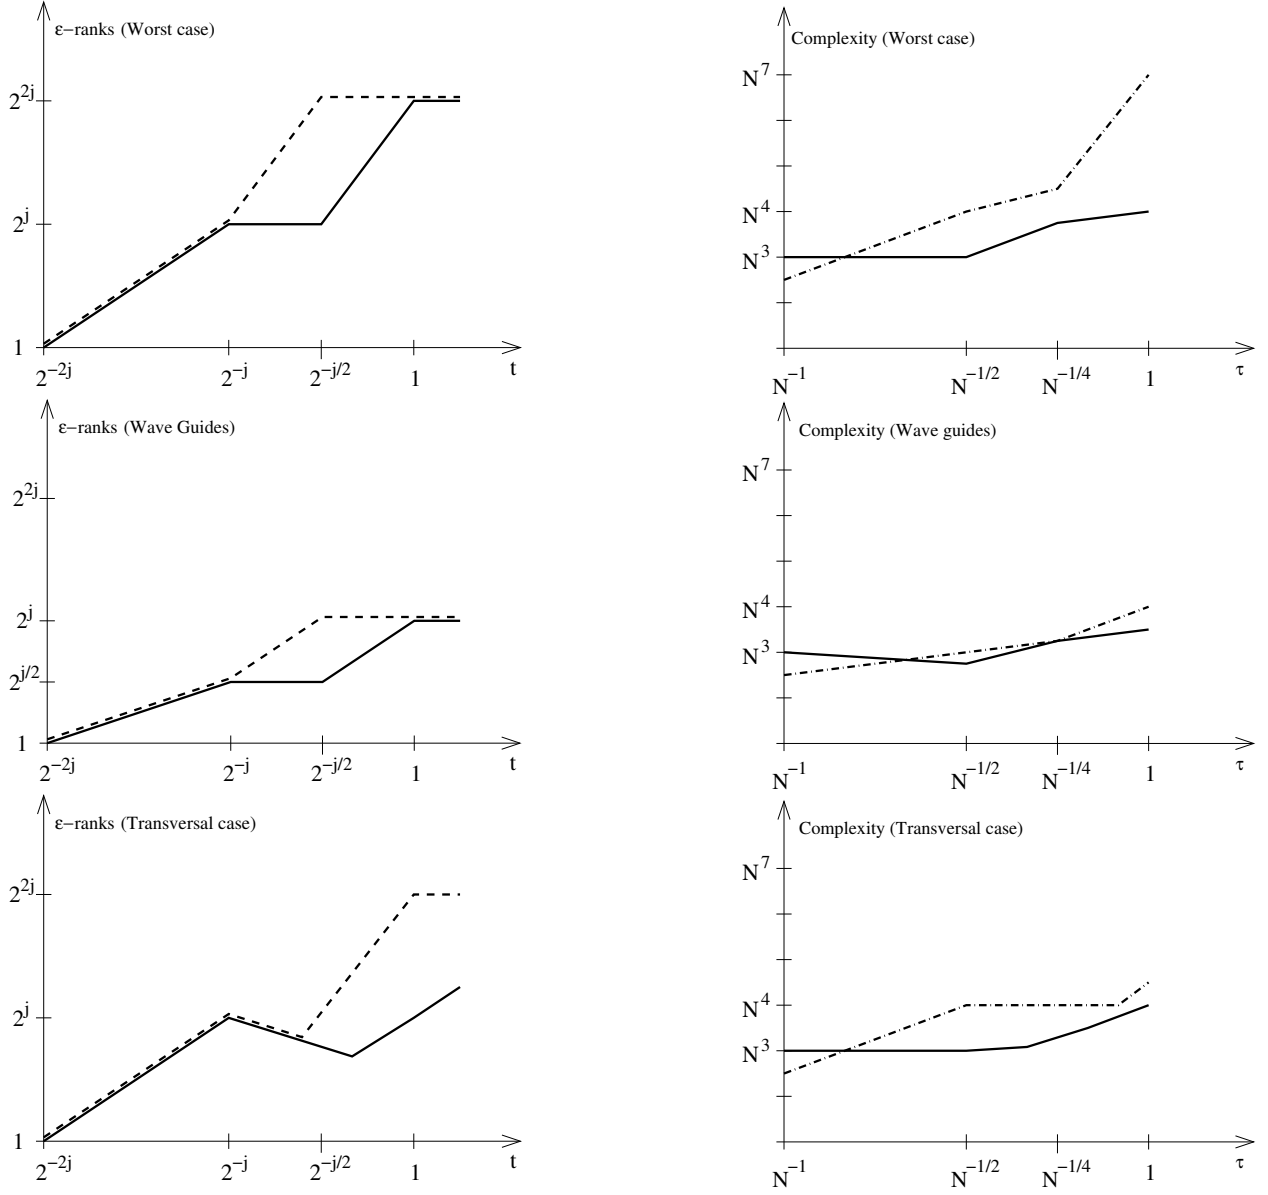 ε−ranks (Worst case)
2^2j
2^j
1
2^−2j 2^−j 2^−j/2 1 t
Complexity (Worst case)
N^7
N^4
N^3
N^−1 N^−1/2 N^−1/4 1 τ
ε−ranks (Wave Guides)
2^2j
2^j
2^j/2
1
2^−2j 2^−j 2^−j/2 1 t
Complexity (Wave guides)
N^7
N^4
N^3
N^−1 N^−1/2 N^−1/4 1 τ
ε−ranks (Transversal case)
2^2j
2^j
1
2^−2j 2^−j 2^−j/2 1 t
Complexity (Transversal case)
N^7
N^4
N^3
N^−1 N^−1/2 N^−1/4 1 τ